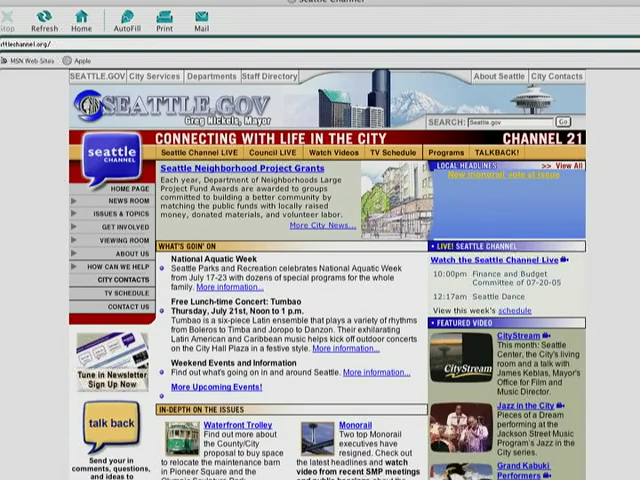 Seattle Channel
Stop Refresh Home AutoFill Print Mail
ttlechannel.org/
MSN Web Sites Apple
SEATTLE.GOV City Services Departments Staff Directory About Seattle City Contacts
SEATTLE.GOV
Greg Nickels, Mayor
SEARCH: Seattle.gov Go
CONNECTING WITH LIFE IN THE CITY CHANNEL 21
seattle
CHANNEL
Seattle Channel LIVE Council LIVE Watch Videos TV Schedule Programs TALKBACK!
HOME PAGE
NEWS ROOM
ISSUES & TOPICS
GET INVOLVED
VIEWING ROOM
ABOUT US
HOW CAN WE HELP
CITY CONTACTS
TV SCHEDULE
CONTACT US
Tune in Newsletter
Sign Up Now
talk back
Send your in
comments, questions,
and ideas to
Seattle Neighborhood Project Grants
Each year, Department of Neighborhoods Large
Project Fund Awards are awarded to groups
committed to building a better community by
matching the public funds with locally raised
money, donated materials, and volunteer labor.
More City News...
WHAT'S GOIN' ON
National Aquatic Week
Seattle Parks and Recreation celebrates National Aquatic Week
from July 17-23 with dozens of special programs for the whole
family. More information...
Free Lunch-time Concert: Tumbao
Thursday, July 21st, Noon to 1 p.m.
Tumbao is a six-piece Latin ensemble that plays a variety of rhythms
from Boleros to Timba and Joropo to Danzon. Their exhilarating
Latin American and Caribbean music helps kick off outdoor concerts
on the City Hall Plaza in a festive style. More information...
Weekend Events and Information
Find out what's going on in and around Seattle. More information...
More Upcoming Events!
IN-DEPTH ON THE ISSUES
Waterfront Trolley
Find out more about
the County/City
proposal to buy space
to relocate the maintenance barn
in Pioneer Square and the
Monorail
Two top Monorail
executives have
resigned. Check
out the latest headlines and watch
video from recent SMP meetings
LOCAL HEADLINES >> View All
New monorail vote at issue
LIVE! SEATTLE CHANNEL
Watch the Seattle Channel Live
10:00pm Finance and Budget
Committee of 07-20-05
12:17am Seattle Dance
View this week's schedule
FEATURED VIDEO
CityStream
CityStream
This month: Seattle
Center, the City's living
room and a talk with
James Keblas, Mayor's
Office for Film and
Music Director.
Jazz in the City
Pieces of a Dream
performing at the
Jackson Street Music
Program's Jazz in the
City series.
Grand Kabuki
Performers